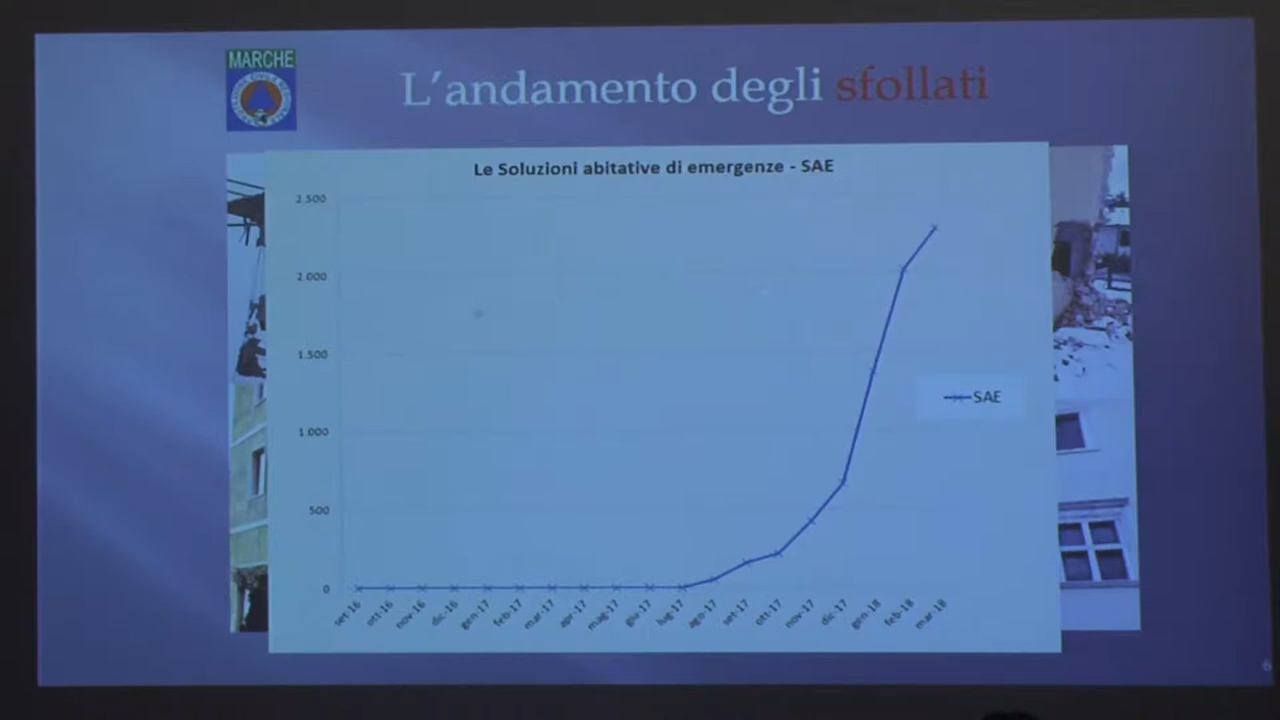 MARCHE
L'andamento degli sfollati
Le Soluzioni abitative di emergenze - SAE
2.500
2.000
1.500
1.000
500
0
SAE
set-16
ott-16
nov-16
dic-16
gen-17
feb-17
mar-17
apr-17
mag-17
giu-17
lug-17
ago-17
set-17
ott-17
nov-17
dic-17
gen-18
feb-18
mar-18
6